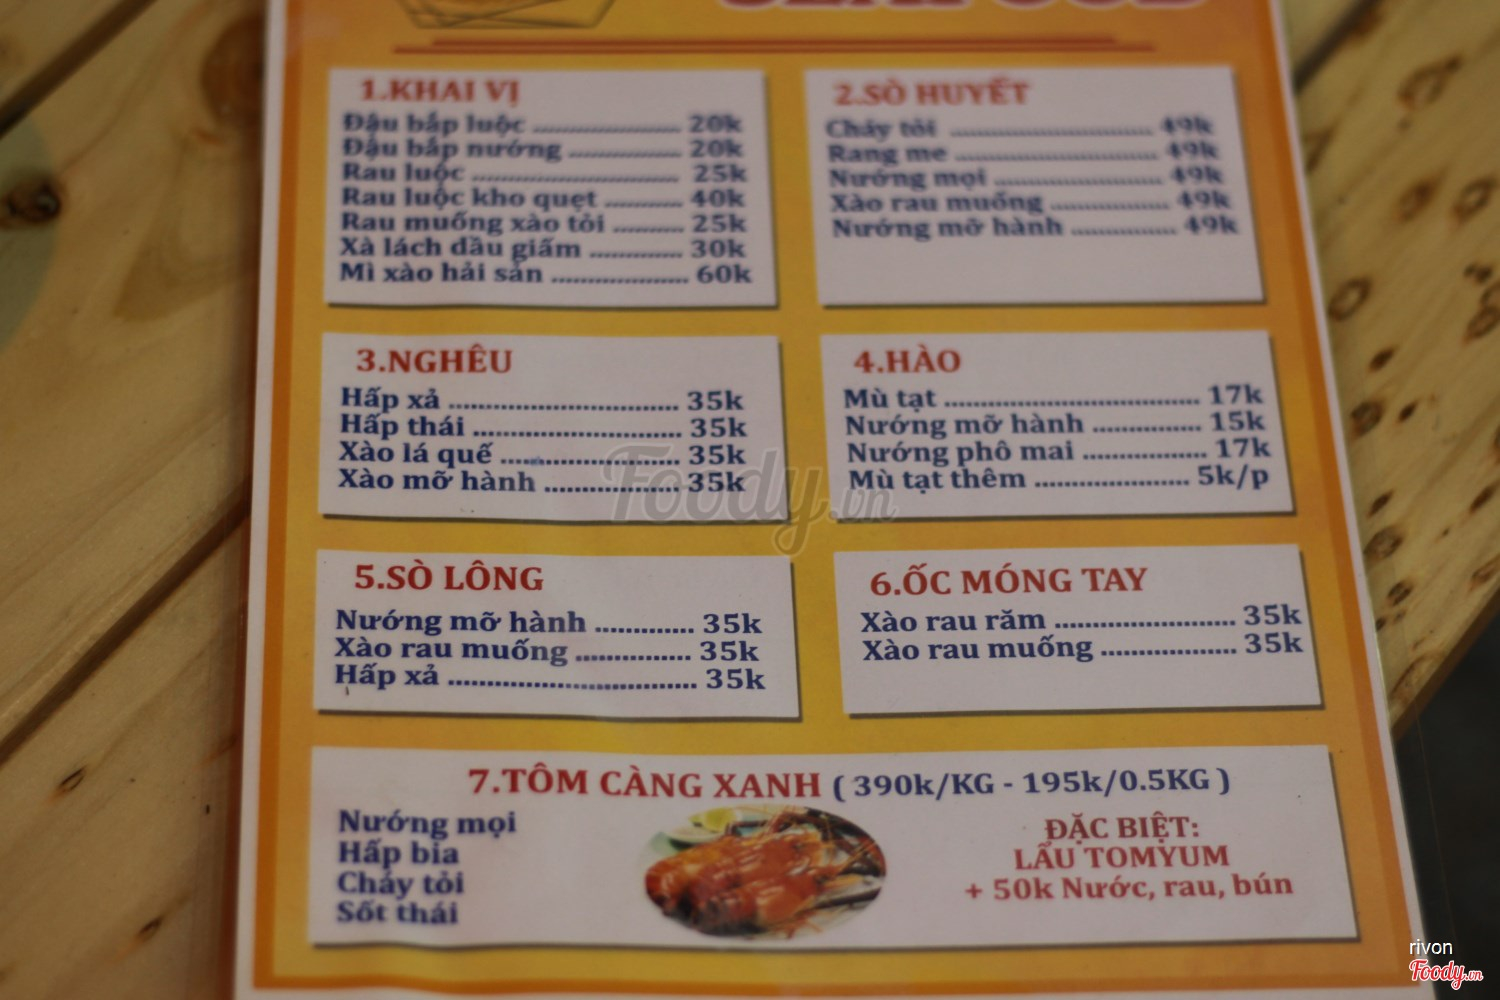 SEAFOOD
1.KHAI VỊ
Đậu bắp luộc ........................ 20k
Đậu bắp nướng ................... 20k
Rau luộc .................................. 25k
Rau luộc kho quẹt ............. 40k
Rau muống xào tỏi ............ 25k
Xà lách dầu giấm ............... 30k
Mì xào hải sản ...................... 60k
2.SÒ HUYẾT
Cháy tỏi ................................. 49k
Rang me ................................. 49k
Nướng mọi ........................... 49k
Xào rau muống ................... 49k
Nướng mỡ hành ................. 49k
3.NGHÊU
Hấp xả ..................................... 35k
Hấp thái .................................. 35k
Xào lá quế ............................. 35k
Xào mỡ hành ...................... 35k
4.HÀO
Mù tạt ...................................... 17k
Nướng mỡ hành ................ 15k
Nướng phô mai .................. 17k
Mù tạt thêm ....................... 5k/p
5.SÒ LÔNG
Nướng mỡ hành ............. 35k
Xào rau muống ............... 35k
Hấp xả ................................. 35k
6.ỐC MÓNG TAY
Xào rau răm ........................ 35k
Xào rau muống .................. 35k
7.TÔM CÀNG XANH ( 390k/KG - 195k/0.5KG )
Nướng mọi
Hấp bia
Cháy tỏi
Sốt thái
ĐẶC BIỆT:
LẨU TOMYUM
+ 50k Nước, rau, bún
Foody.vn
rivon
Foody.vn